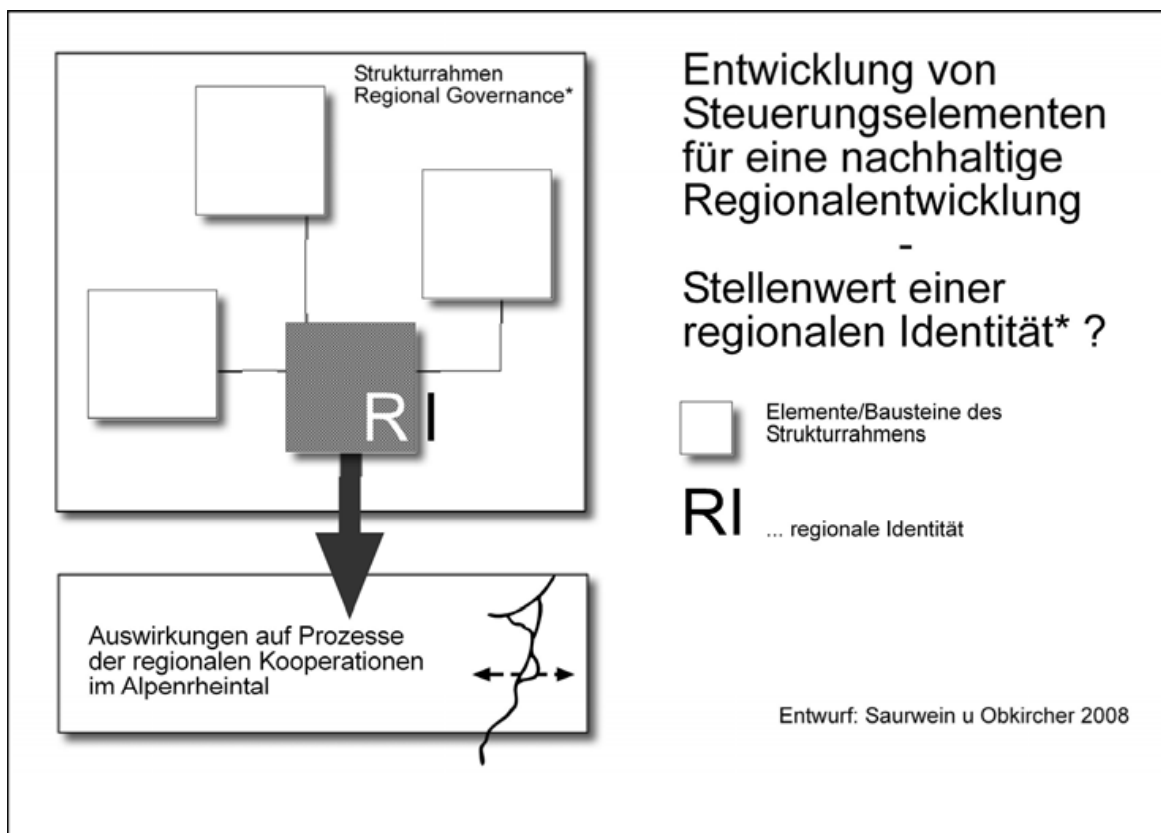 Strukturrahmen
Regional Governance*
R I
Auswirkungen auf Prozesse
der regionalen Kooperationen
im Alpenrheintal
Entwicklung von
Steuerungselementen
für eine nachhaltige
Regionalentwicklung
-
Stellenwert einer
regionalen Identität* ?
Elemente/Bausteine des
Strukturrahmens
RI ... regionale Identität
Entwurf: Saurwein u Obkircher 2008